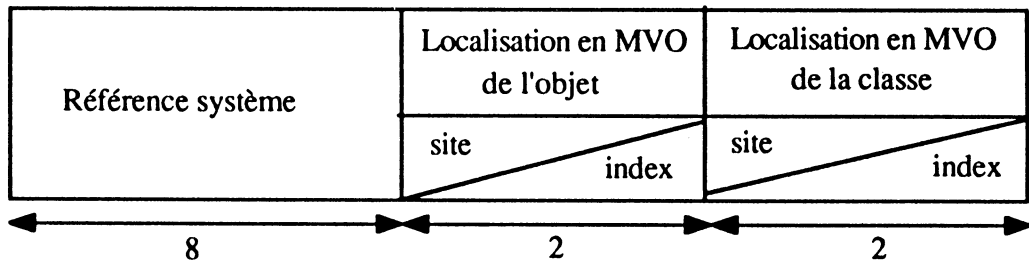 Référence système
Localisation en MVO
de l'objet
site
index
Localisation en MVO
de la classe
site
index
8
2
2